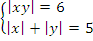 |xy| = 6
|x| + |y| = 5